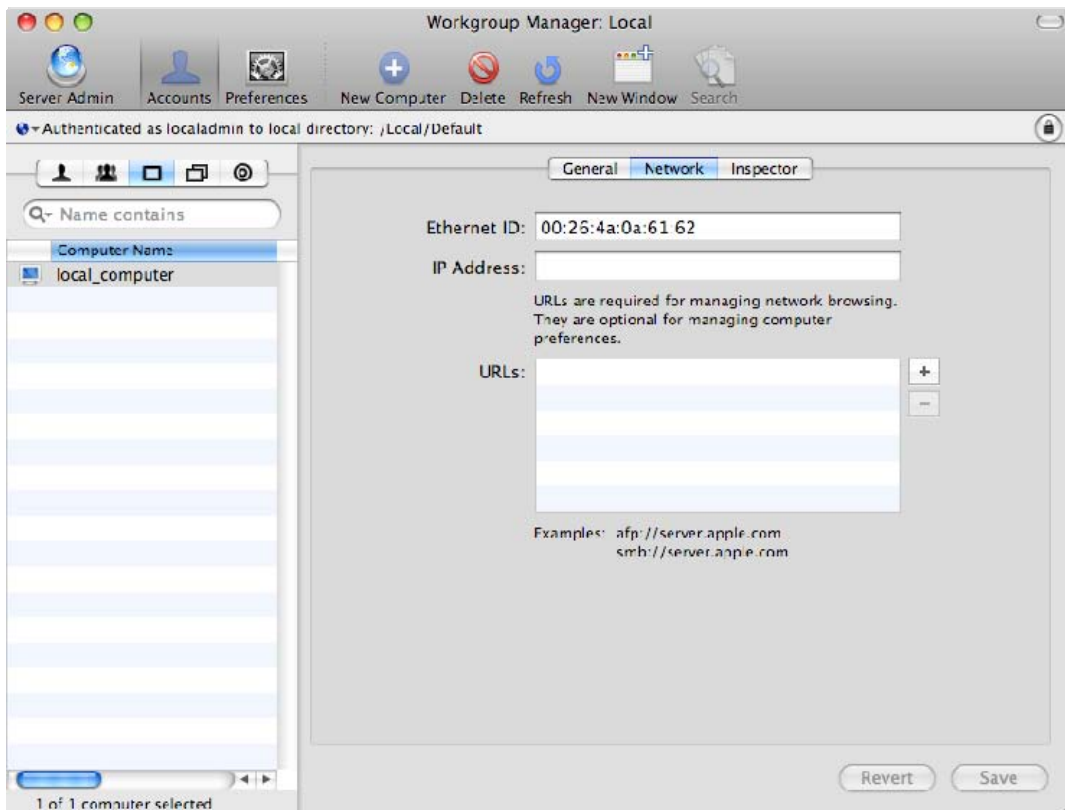 Workgroup Manager: Local
Server Admin Accounts Preferences New Computer Delete Refresh New Window Search
Authenticated as localadmin to local directory: /Local/Default
General Network Inspector
Name contains
Computer Name
local_computer
Ethernet ID: 00:26:4a:0a:61:62
IP Address:
URLs are required for managing network browsing.
They are optional for managing computer
preferences.
URLs:
Examples: afp://server.apple.com
smb://server.apple.com
Revert Save
1 of 1 computer selected